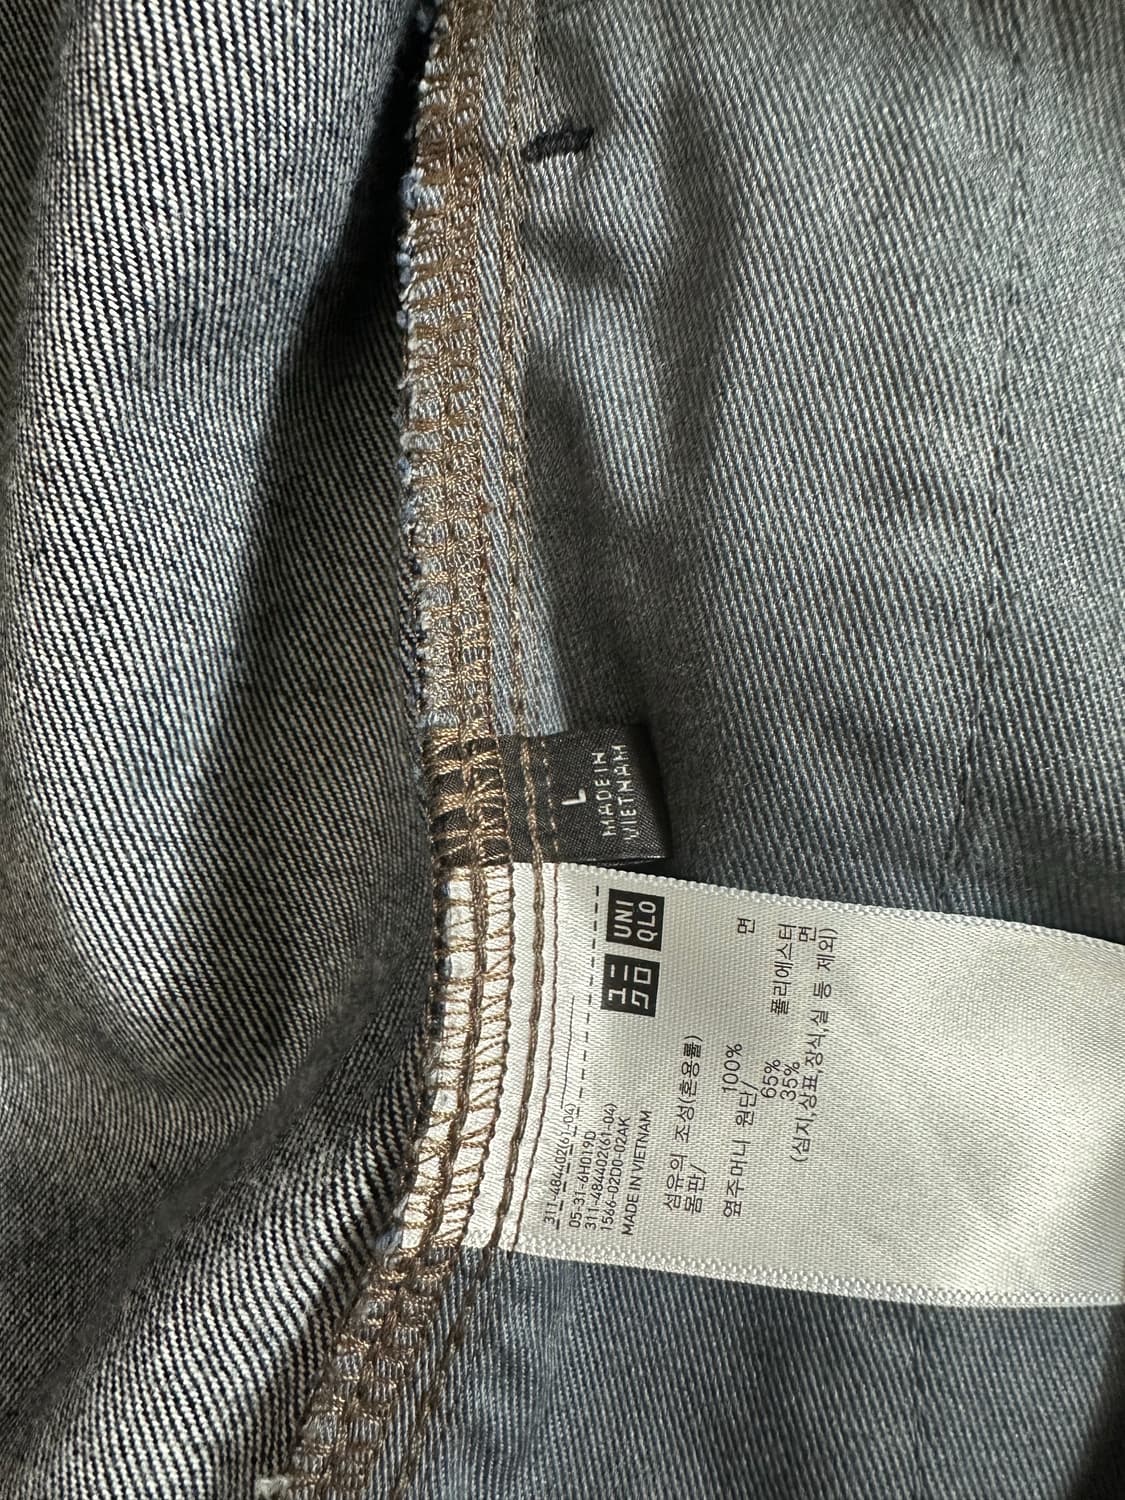 L
MADE IN
VIETNAM
UNI
QLO
ユニ
クロ
311-484402(61-04)
05-31-6H019D
311-484402(61-04)
1566-02D0-02AK
MADE IN VIETNAM
섬유의 조성(혼용률)
몸판/ 100% 면
옆주머니 원단/
65% 폴리에스터
35% 면
(심지,상표,장식,실 등 제외)